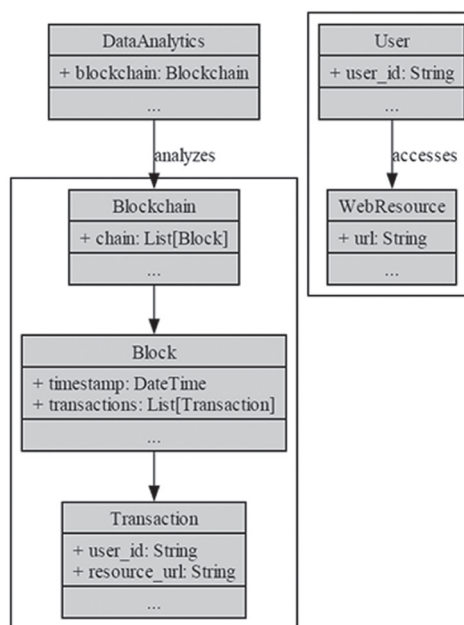 DataAnalytics
+ blockchain: Blockchain
...
analyzes
Blockchain
+ chain: List[Block]
...
Block
+ timestamp: DateTime
+ transactions: List[Transaction]
...
Transaction
+ user_id: String
+ resource_url: String
...
User
+ user_id: String
...
accesses
WebResource
+ url: String
...